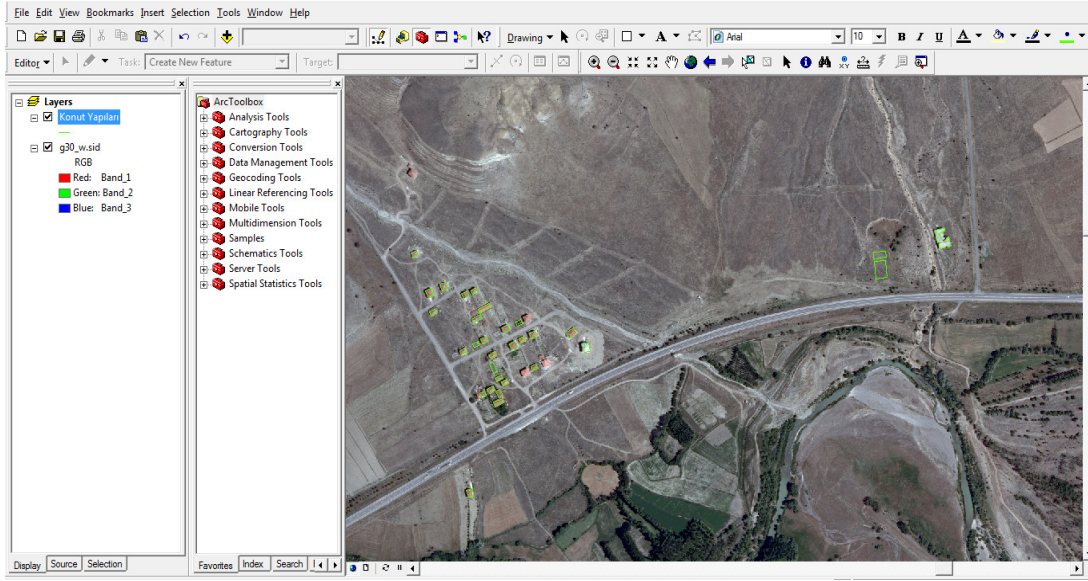 File Edit View Bookmarks Insert Selection Tools Window Help
Drawing A Arial 10 B I U A
Editor Task: Create New Feature Target:
Layers
Konut Yapıları
g30_w.sid
RGB
Red: Band_1
Green: Band_2
Blue: Band_3
Display Source Selection
ArcToolbox
Analysis Tools
Cartography Tools
Conversion Tools
Data Management Tools
Geocoding Tools
Linear Referencing Tools
Mobile Tools
Multidimension Tools
Samples
Schematics Tools
Server Tools
Spatial Statistics Tools
Favorites Index Search